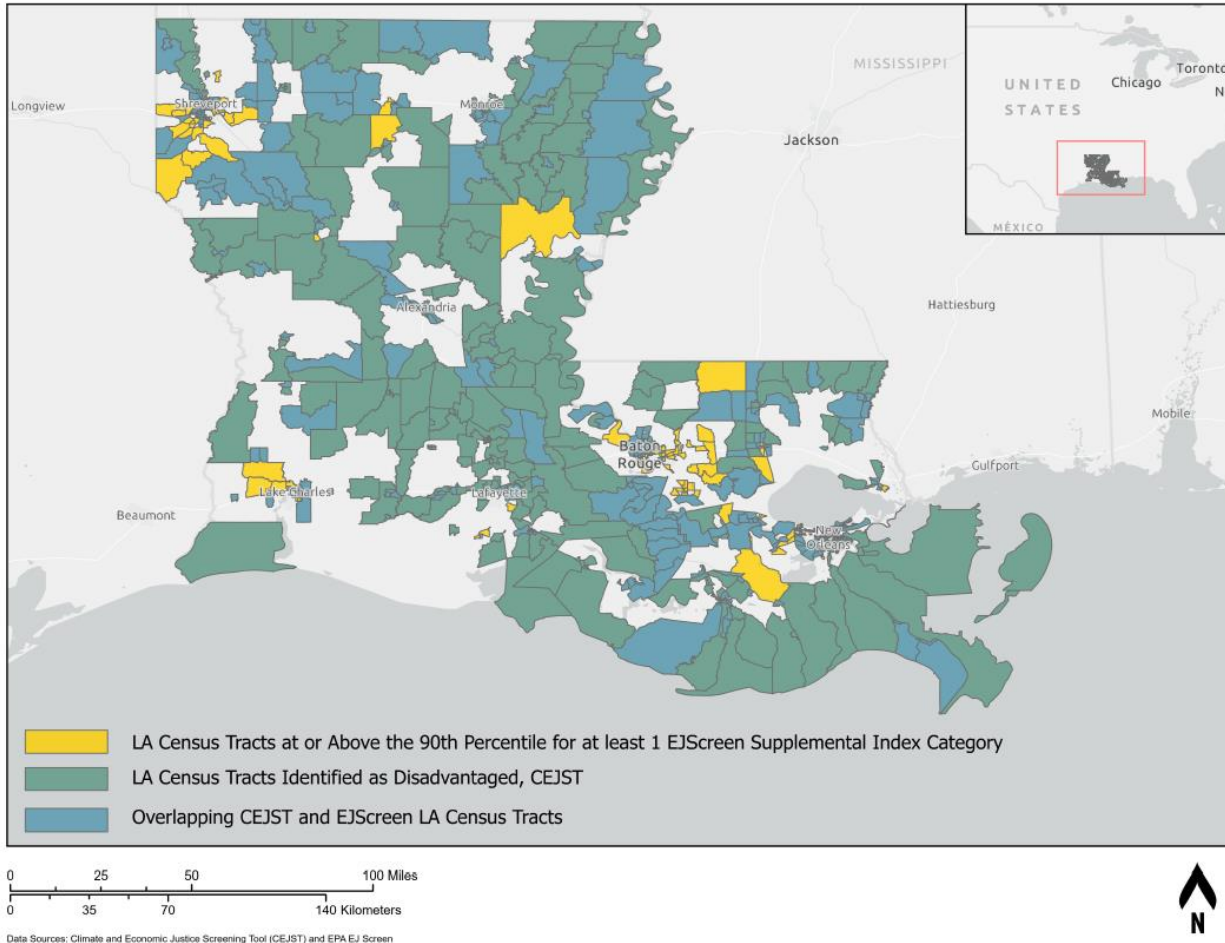 MISSISSIPPI
Longview
Shreveport
Monroe
Jackson
UNITED
STATES
Chicago
Toronto
MÉXICO
Alexandria
Hattiesburg
Mobile
Baton
Rouge
Gulfport
Beaumont
Lake Charles
Lafayette
New
Orleans
LA Census Tracts at or Above the 90th Percentile for at least 1 EJScreen Supplemental Index Category
LA Census Tracts Identified as Disadvantaged, CEJST
Overlapping CEJST and EJScreen LA Census Tracts
0 25 50 100 Miles
0 35 70 140 Kilometers
N
Data Sources: Climate and Economic Justice Screening Tool (CEJST) and EPA EJ Screen